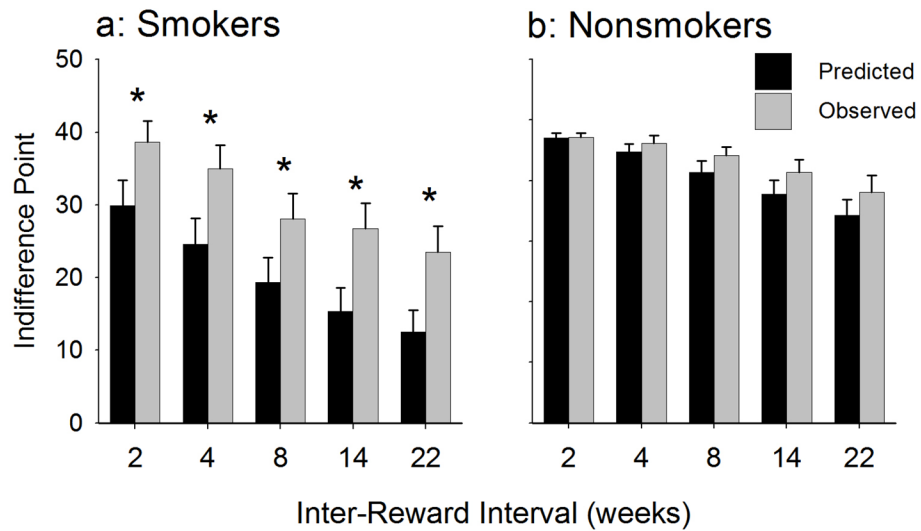 a: Smokers
b: Nonsmokers
Predicted
Observed
Indifference Point
50
40
30
20
10
0
* * * * *
2 4 8 14 22
2 4 8 14 22
Inter-Reward Interval (weeks)